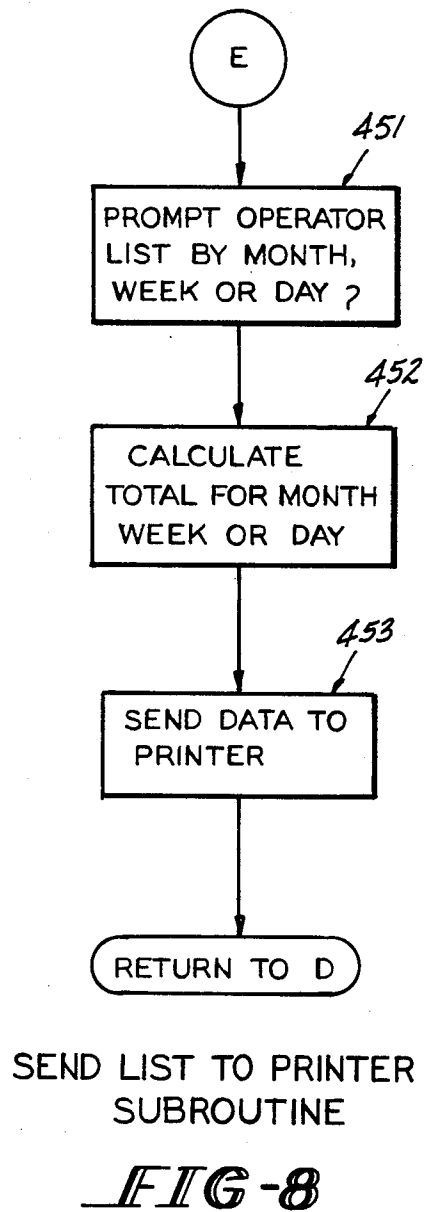 E
451
PROMPT OPERATOR
LIST BY MONTH,
WEEK OR DAY ?
452
CALCULATE
TOTAL FOR MONTH
WEEK OR DAY
453
SEND DATA TO
PRINTER
RETURN TO D
SEND LIST TO PRINTER
SUBROUTINE
FIG-8